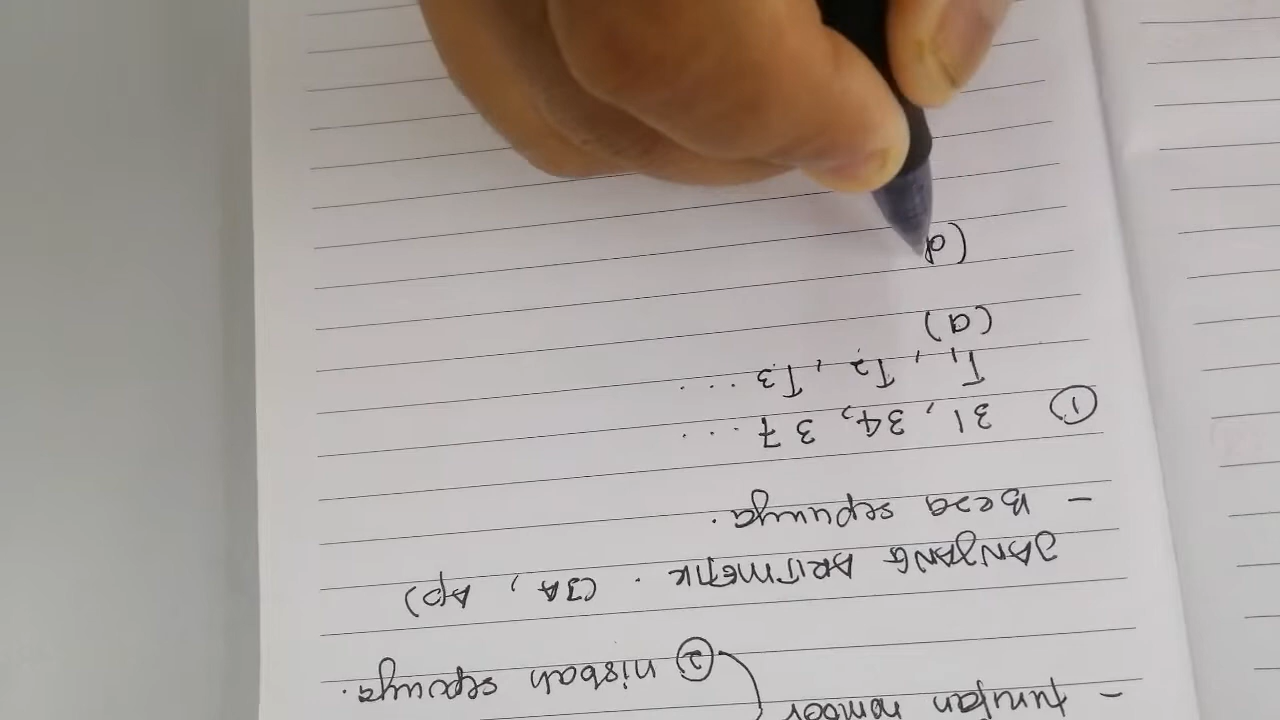 - turutan nombor
② nisbah sepunya.
JANJANG ARITMETIK. (JA, AP)
- Beza sepunya.
① 31, 34, 37 ...
T1, T2, T3 ...
(a)
(d